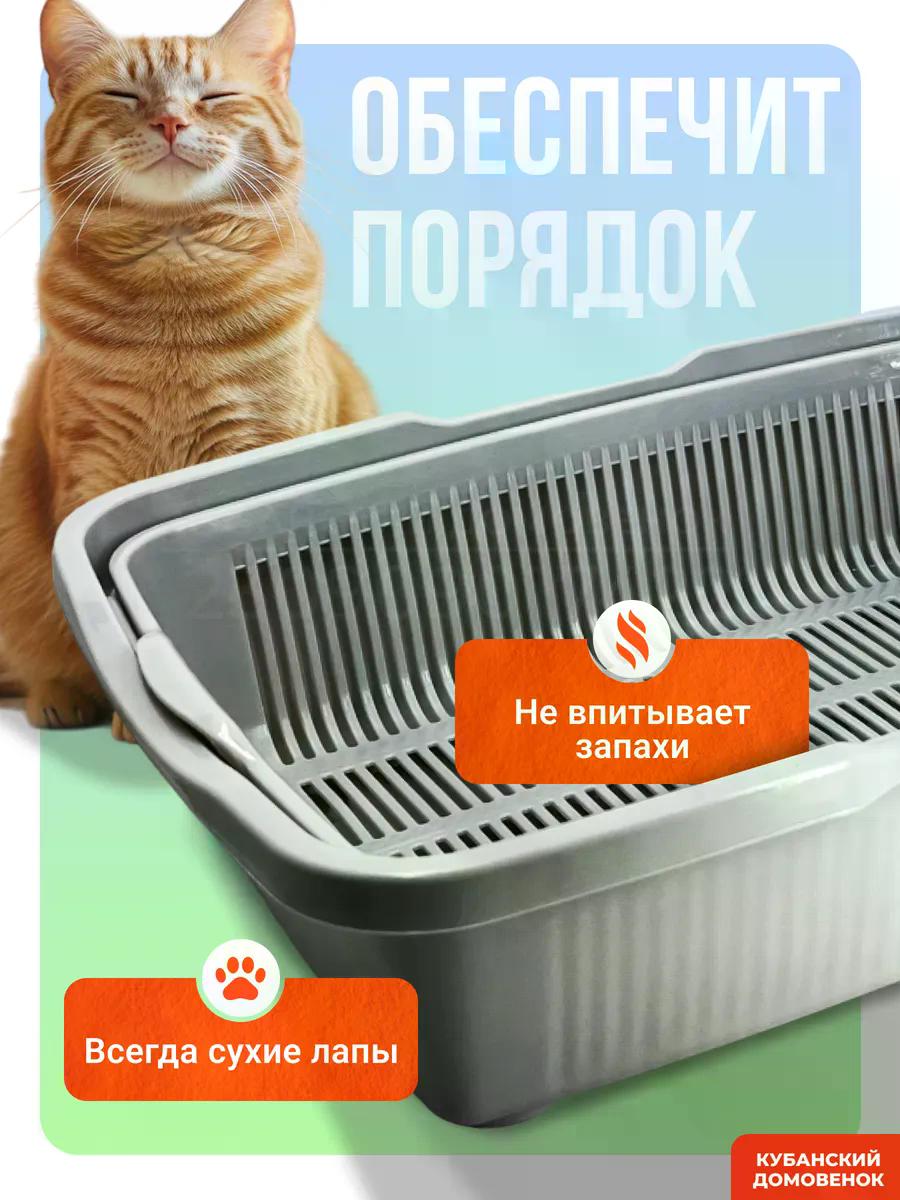 ОБЕСПЕЧИТ
ПОРЯДОК
Не впитывает
запахи
Всегда сухие лапы
КУБАНСКИЙ
ДОМОВЕНОК